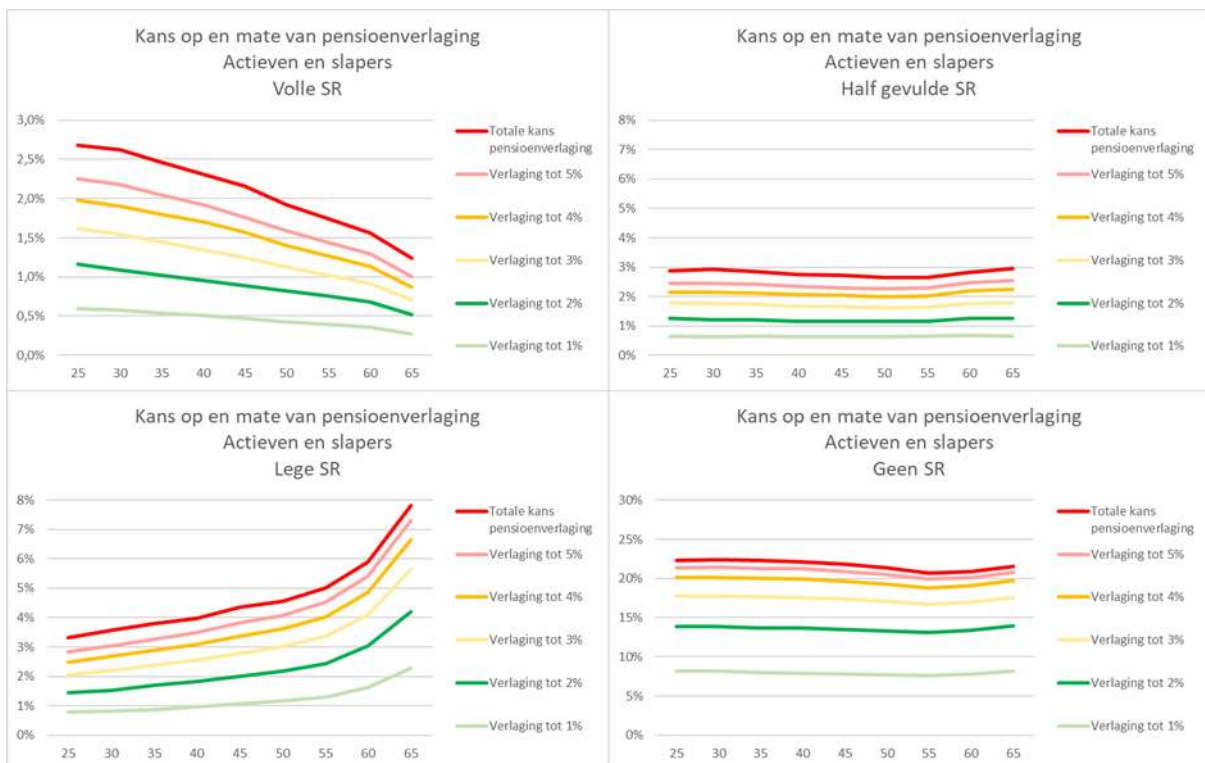 Kans op en mate van pensioenverlaging
Actieven en slapers
Volle SR
3,0%
2,5%
2,0%
1,5%
1,0%
0,5%
0,0%
25 30 35 40 45 50 55 60 65
Totale kans
pensioenverlaging
Verlaging tot 5%
Verlaging tot 4%
Verlaging tot 3%
Verlaging tot 2%
Verlaging tot 1%
Kans op en mate van pensioenverlaging
Actieven en slapers
Half gevulde SR
8%
7%
6%
5%
4%
3%
2%
1%
0%
25 30 35 40 45 50 55 60 65
Totale kans
pensioenverlaging
Verlaging tot 5%
Verlaging tot 4%
Verlaging tot 3%
Verlaging tot 2%
Verlaging tot 1%
Kans op en mate van pensioenverlaging
Actieven en slapers
Lege SR
8%
7%
6%
5%
4%
3%
2%
1%
0%
25 30 35 40 45 50 55 60 65
Totale kans
pensioenverlaging
Verlaging tot 5%
Verlaging tot 4%
Verlaging tot 3%
Verlaging tot 2%
Verlaging tot 1%
Kans op en mate van pensioenverlaging
Actieven en slapers
Geen SR
30%
25%
20%
15%
10%
5%
0%
25 30 35 40 45 50 55 60 65
Totale kans
pensioenverlaging
Verlaging tot 5%
Verlaging tot 4%
Verlaging tot 3%
Verlaging tot 2%
Verlaging tot 1%